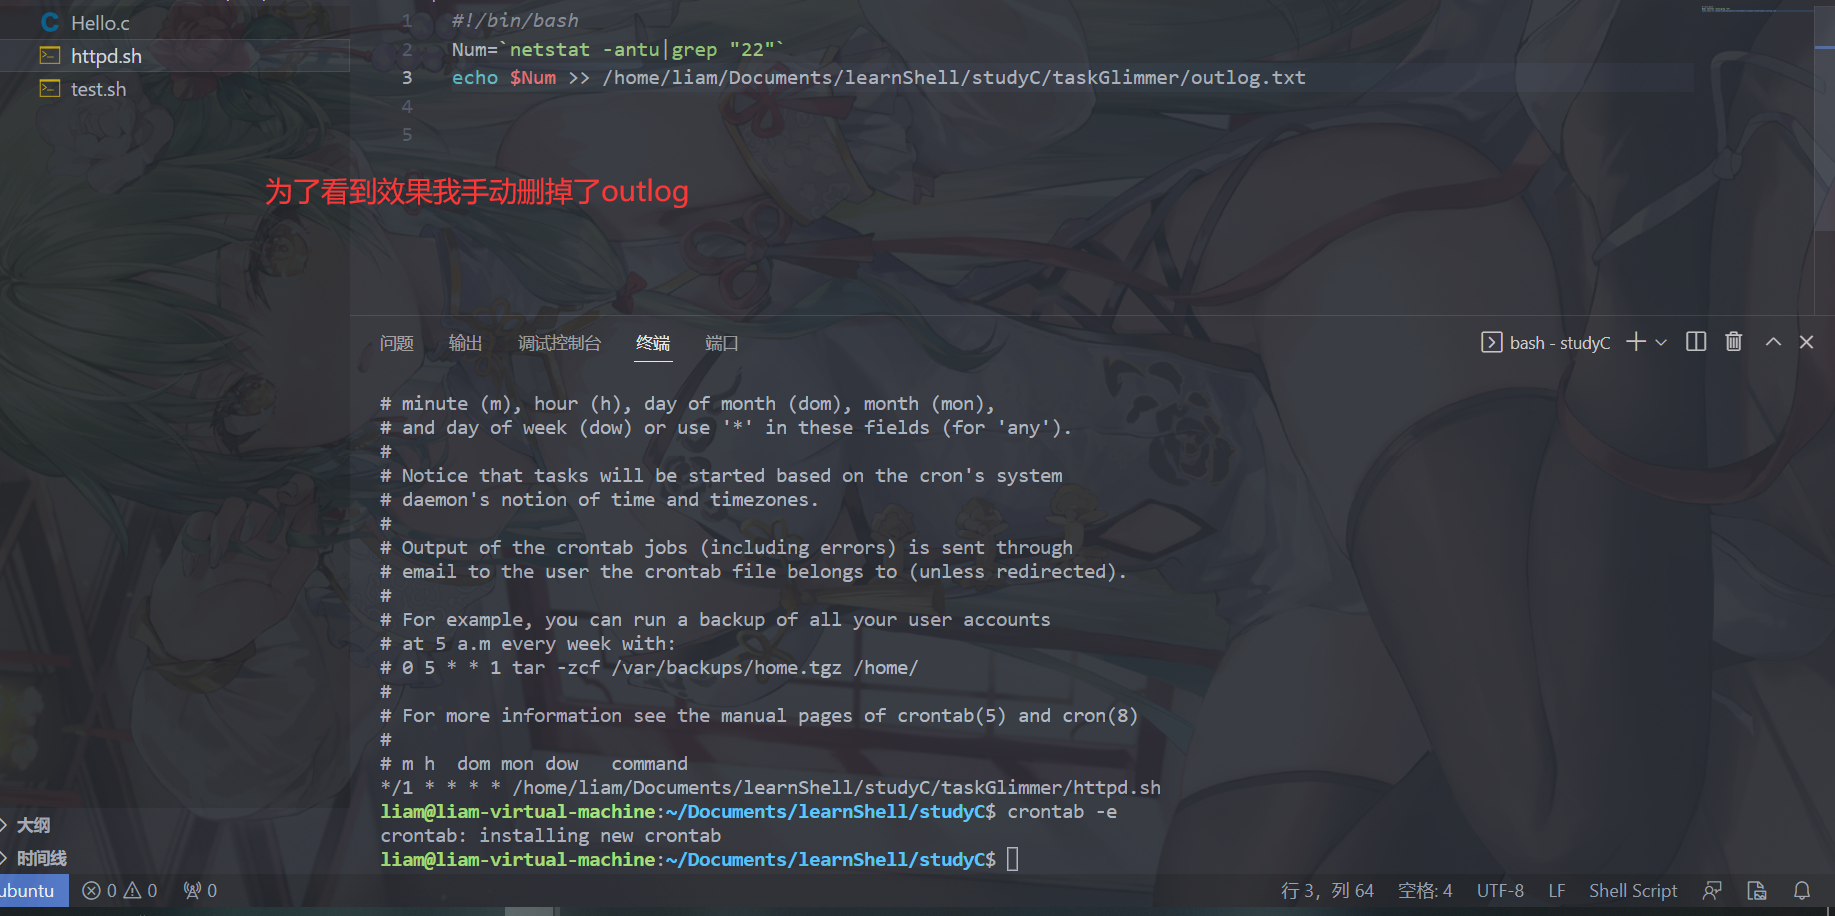 Hello.c
httpd.sh
test.sh
1 #!/bin/bash
2 Num=`netstat -antu|grep "22"`
3 echo $Num >> /home/liam/Documents/learnShell/studyC/taskGlimmer/outlog.txt
4
5
为了看到效果我手动删掉了outlog
问题 输出 调试控制台 终端 端口 bash - studyC
# minute (m), hour (h), day of month (dom), month (mon),
# and day of week (dow) or use '*' in these fields (for 'any').
#
# Notice that tasks will be started based on the cron's system
# daemon's notion of time and timezones.
#
# Output of the crontab jobs (including errors) is sent through
# email to the user the crontab file belongs to (unless redirected).
#
# For example, you can run a backup of all your user accounts
# at 5 a.m every week with:
# 0 5 * * 1 tar -zcf /var/backups/home.tgz /home/
#
# For more information see the manual pages of crontab(5) and cron(8)
#
# m h  dom mon dow   command
*/1 * * * * /home/liam/Documents/learnShell/studyC/taskGlimmer/httpd.sh
liam@liam-virtual-machine:~/Documents/learnShell/studyC$ crontab -e
crontab: installing new crontab
liam@liam-virtual-machine:~/Documents/learnShell/studyC$
大纲
时间线
ubuntu 0 0 0 行 3，列 64 空格: 4 UTF-8 LF Shell Script